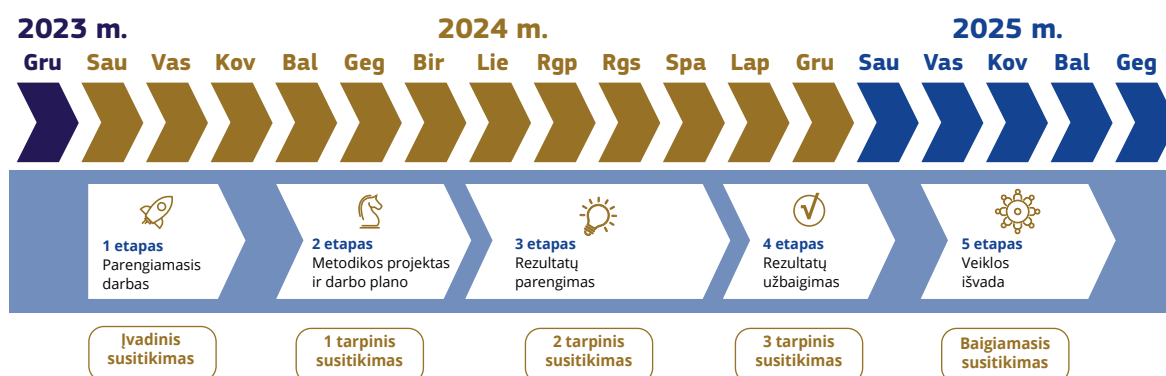 2023 m. 2024 m. 2025 m.
Gru Sau Vas Kov Bal Geg Bir Lie Rgp Rgs Spa Lap Gru Sau Vas Kov Bal Geg
1 etapas
Parengiamasis
darbas
2 etapas
Metodikos projektas
ir darbo plano
3 etapas
Rezultatų
parengimas
4 etapas
Rezultatų
užbaigimas
5 etapas
Veiklos
išvada
Įvadinis
susitikimas
1 tarpinis
susitikimas
2 tarpinis
susitikimas
3 tarpinis
susitikimas
Baigiamasis
susitikimas